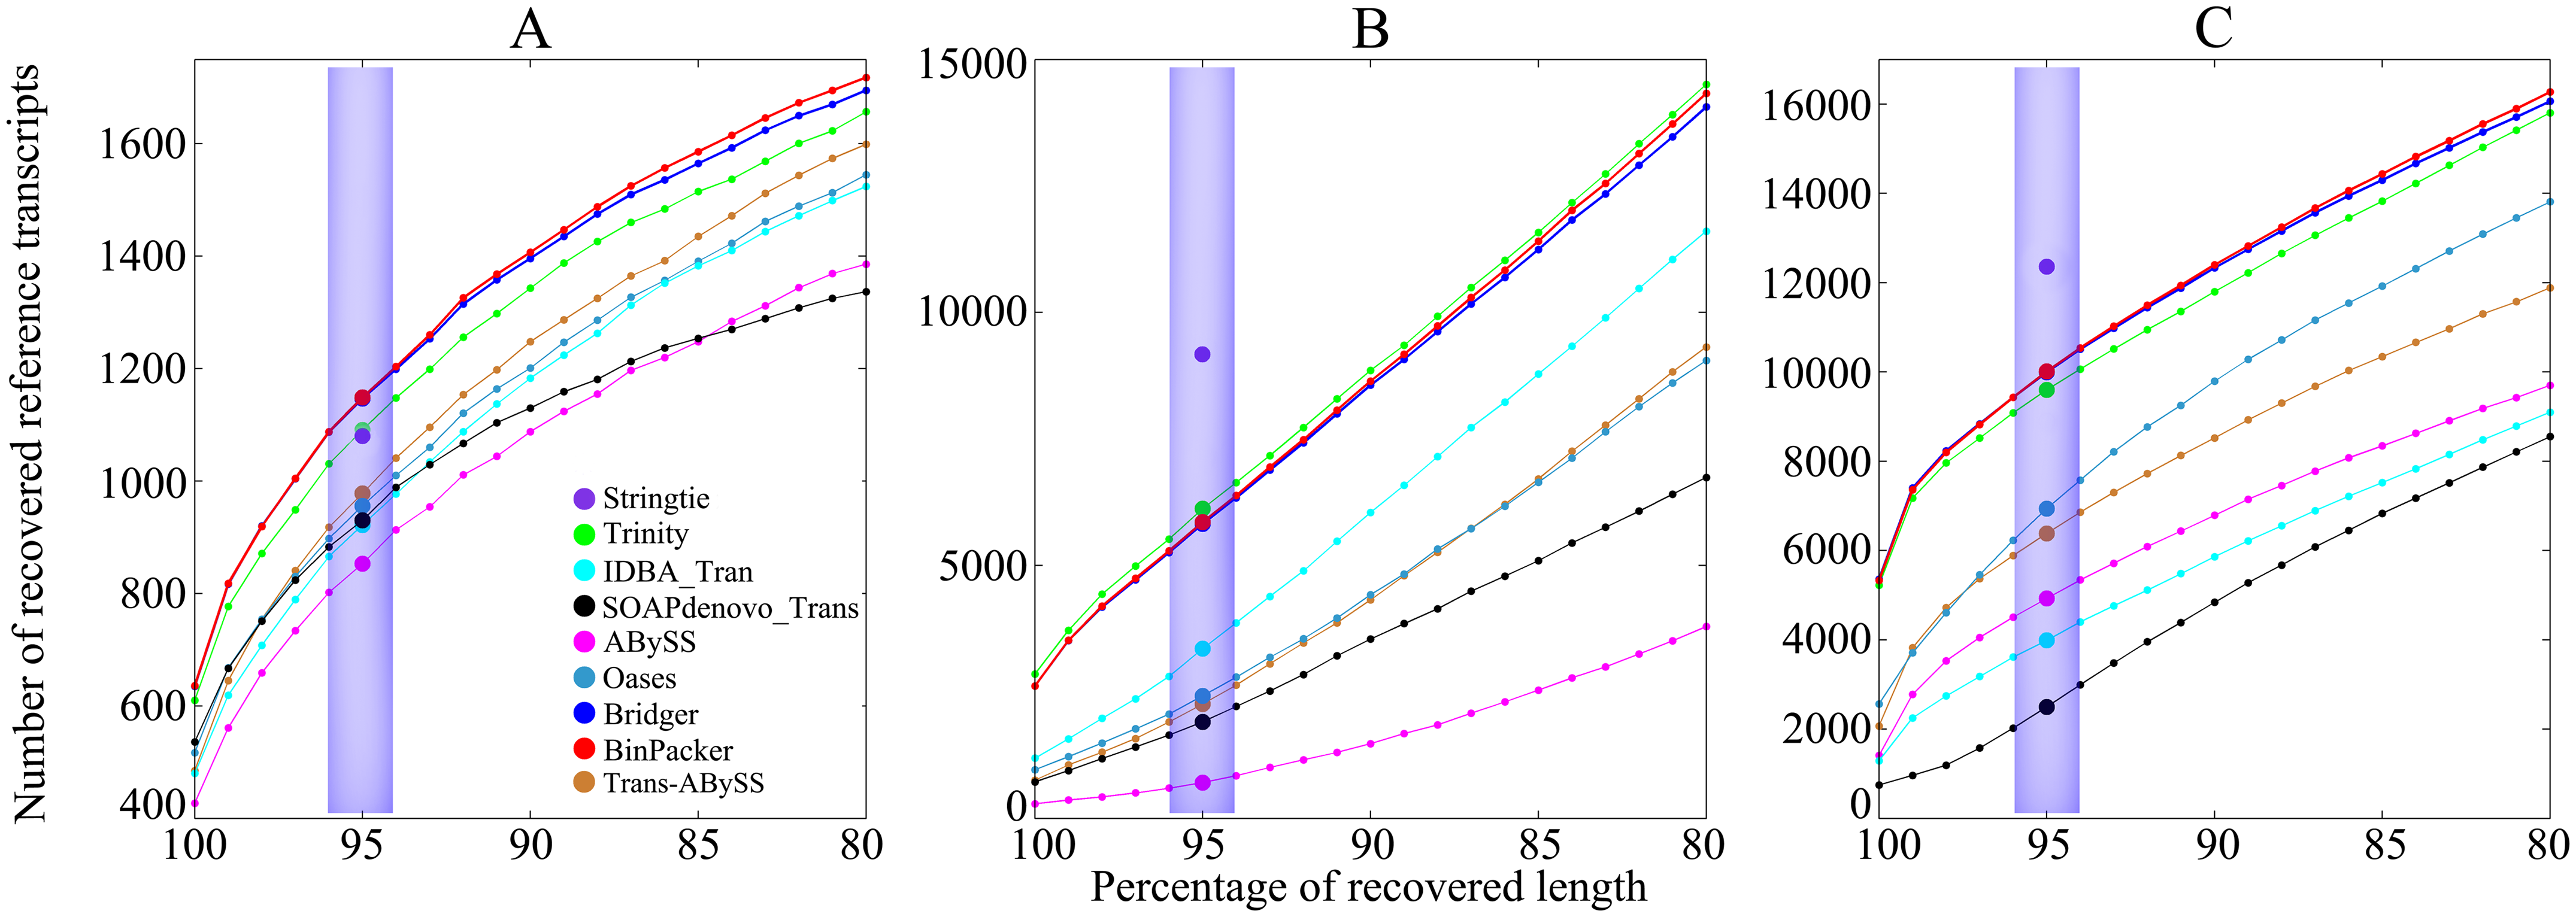 A
B
C
Number of recovered reference transcripts
1600
1400
1200
1000
800
600
400
100
95
90
85
80
Stringtie
Trinity
IDBA_Tran
SOAPdenovo_Trans
ABySS
Oases
Bridger
BinPacker
Trans-ABySS
15000
10000
5000
0
100
95
90
85
80
16000
14000
12000
10000
8000
6000
4000
2000
0
100
95
90
85
80
Percentage of recovered length